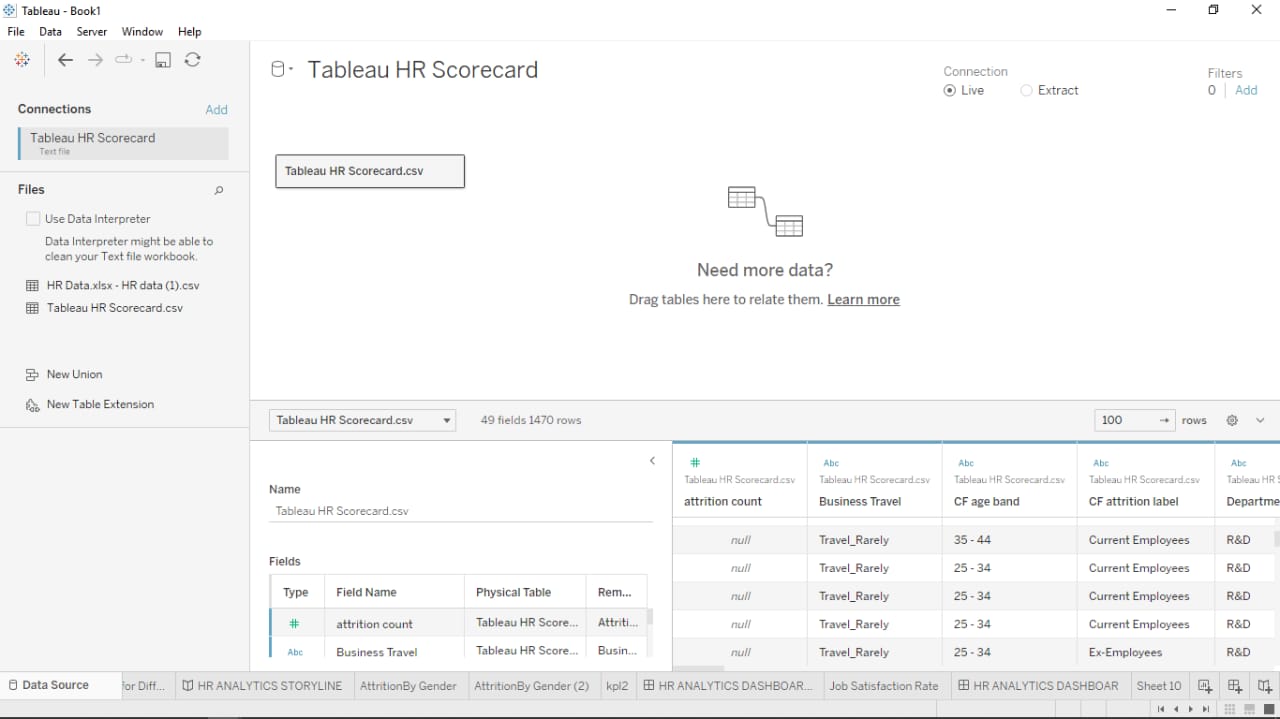 Tableau - Book1
File Data Server Window Help
Connections Add
Tableau HR Scorecard
Text file
Files
Use Data Interpreter
Data Interpreter might be able to
clean your Text file workbook.
HR Data.xlsx - HR data (1).csv
Tableau HR Scorecard.csv
New Union
New Table Extension
Tableau HR Scorecard
Connection
Live Extract
Filters
0 Add
Tableau HR Scorecard.csv
Need more data?
Drag tables here to relate them. Learn more
Tableau HR Scorecard.csv 49 fields 1470 rows 100 rows
Name
Tableau HR Scorecard.csv
Fields
Type Field Name Physical Table Rem...
# attrition count Tableau HR Score... Attriti...
Abc Business Travel Tableau HR Score... Busin...
# Abc Abc Abc Abc
Tableau HR Scorecard.csv Tableau HR Scorecard.csv Tableau HR Scorecard.csv Tableau HR Scorecard.csv Tableau HR S
attrition count Business Travel CF age band CF attrition label Departme
null Travel_Rarely 35 - 44 Current Employees R&D
null Travel_Rarely 25 - 34 Current Employees R&D
null Travel_Rarely 25 - 34 Current Employees R&D
null Travel_Rarely 25 - 34 Current Employees R&D
null Travel_Rarely 25 - 34 Ex-Employees R&D
Data Source for Diff... HR ANALYTICS STORYLINE AttritionBy Gender AttritionBy Gender (2) kpl2 HR ANALYTICS DASHBOAR... Job Satisfaction Rate HR ANALYTICS DASHBOAR Sheet 10